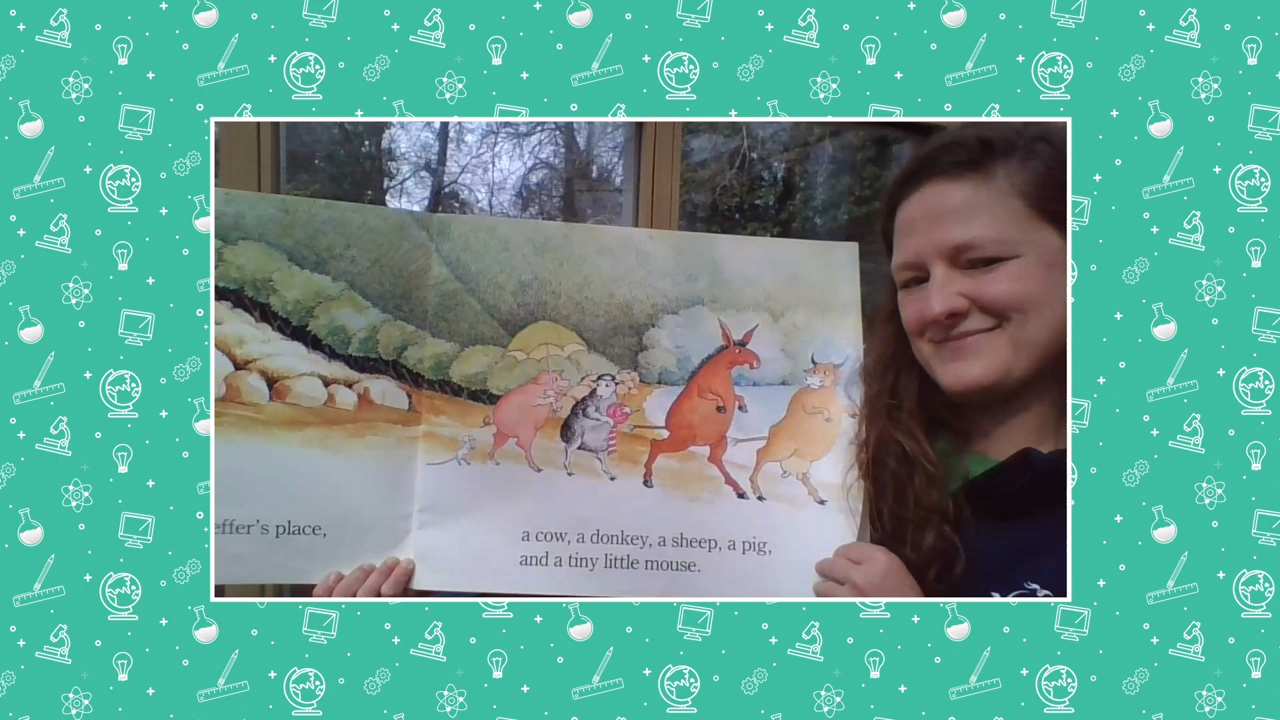 effer's place,
a cow, a donkey, a sheep, a pig,
and a tiny little mouse.